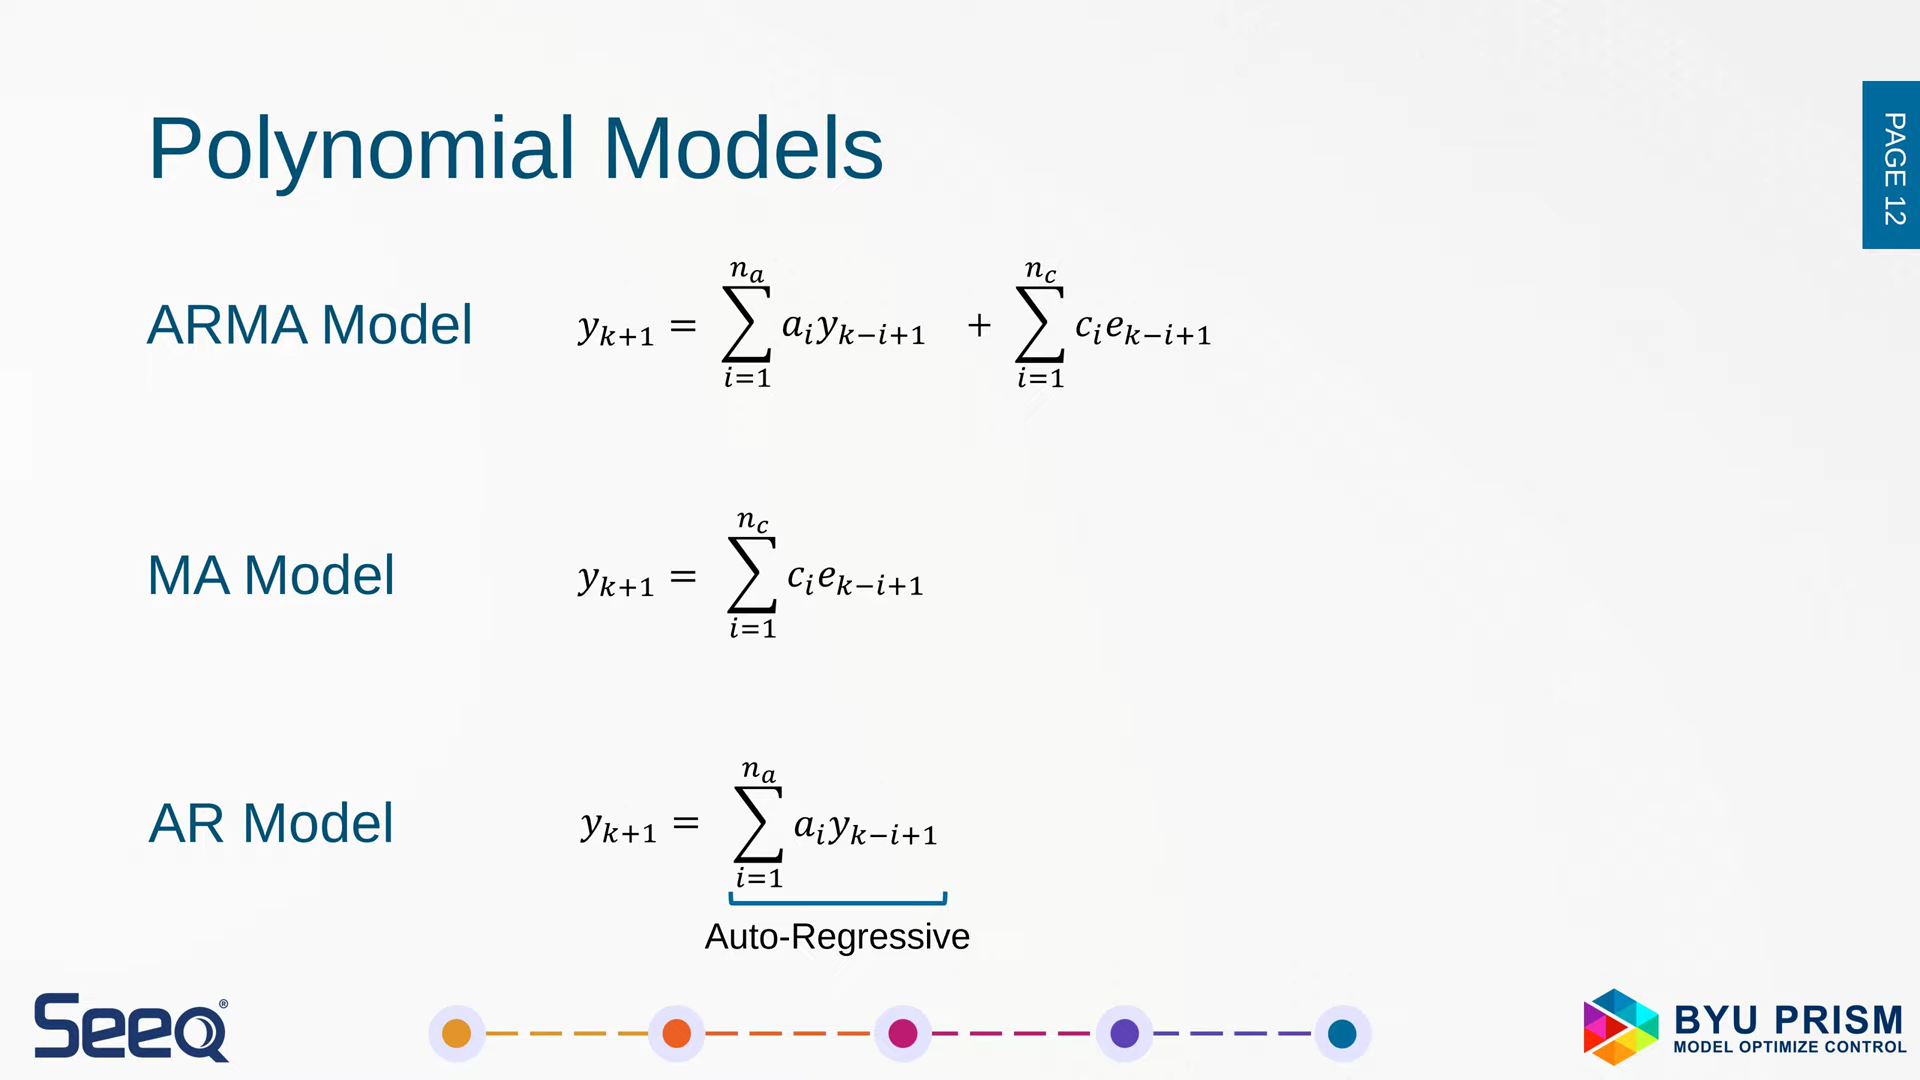 Polynomial Models
PAGE 12
ARMA Model
$y_{k+1} = \sum_{i=1}^{n_a} a_i y_{k-i+1} + \sum_{i=1}^{n_c} c_i e_{k-i+1}$
MA Model
$y_{k+1} = \sum_{i=1}^{n_c} c_i e_{k-i+1}$
AR Model
$y_{k+1} = \sum_{i=1}^{n_a} a_i y_{k-i+1}$
Auto-Regressive
Seeq®
BYU PRISM
MODEL OPTIMIZE CONTROL